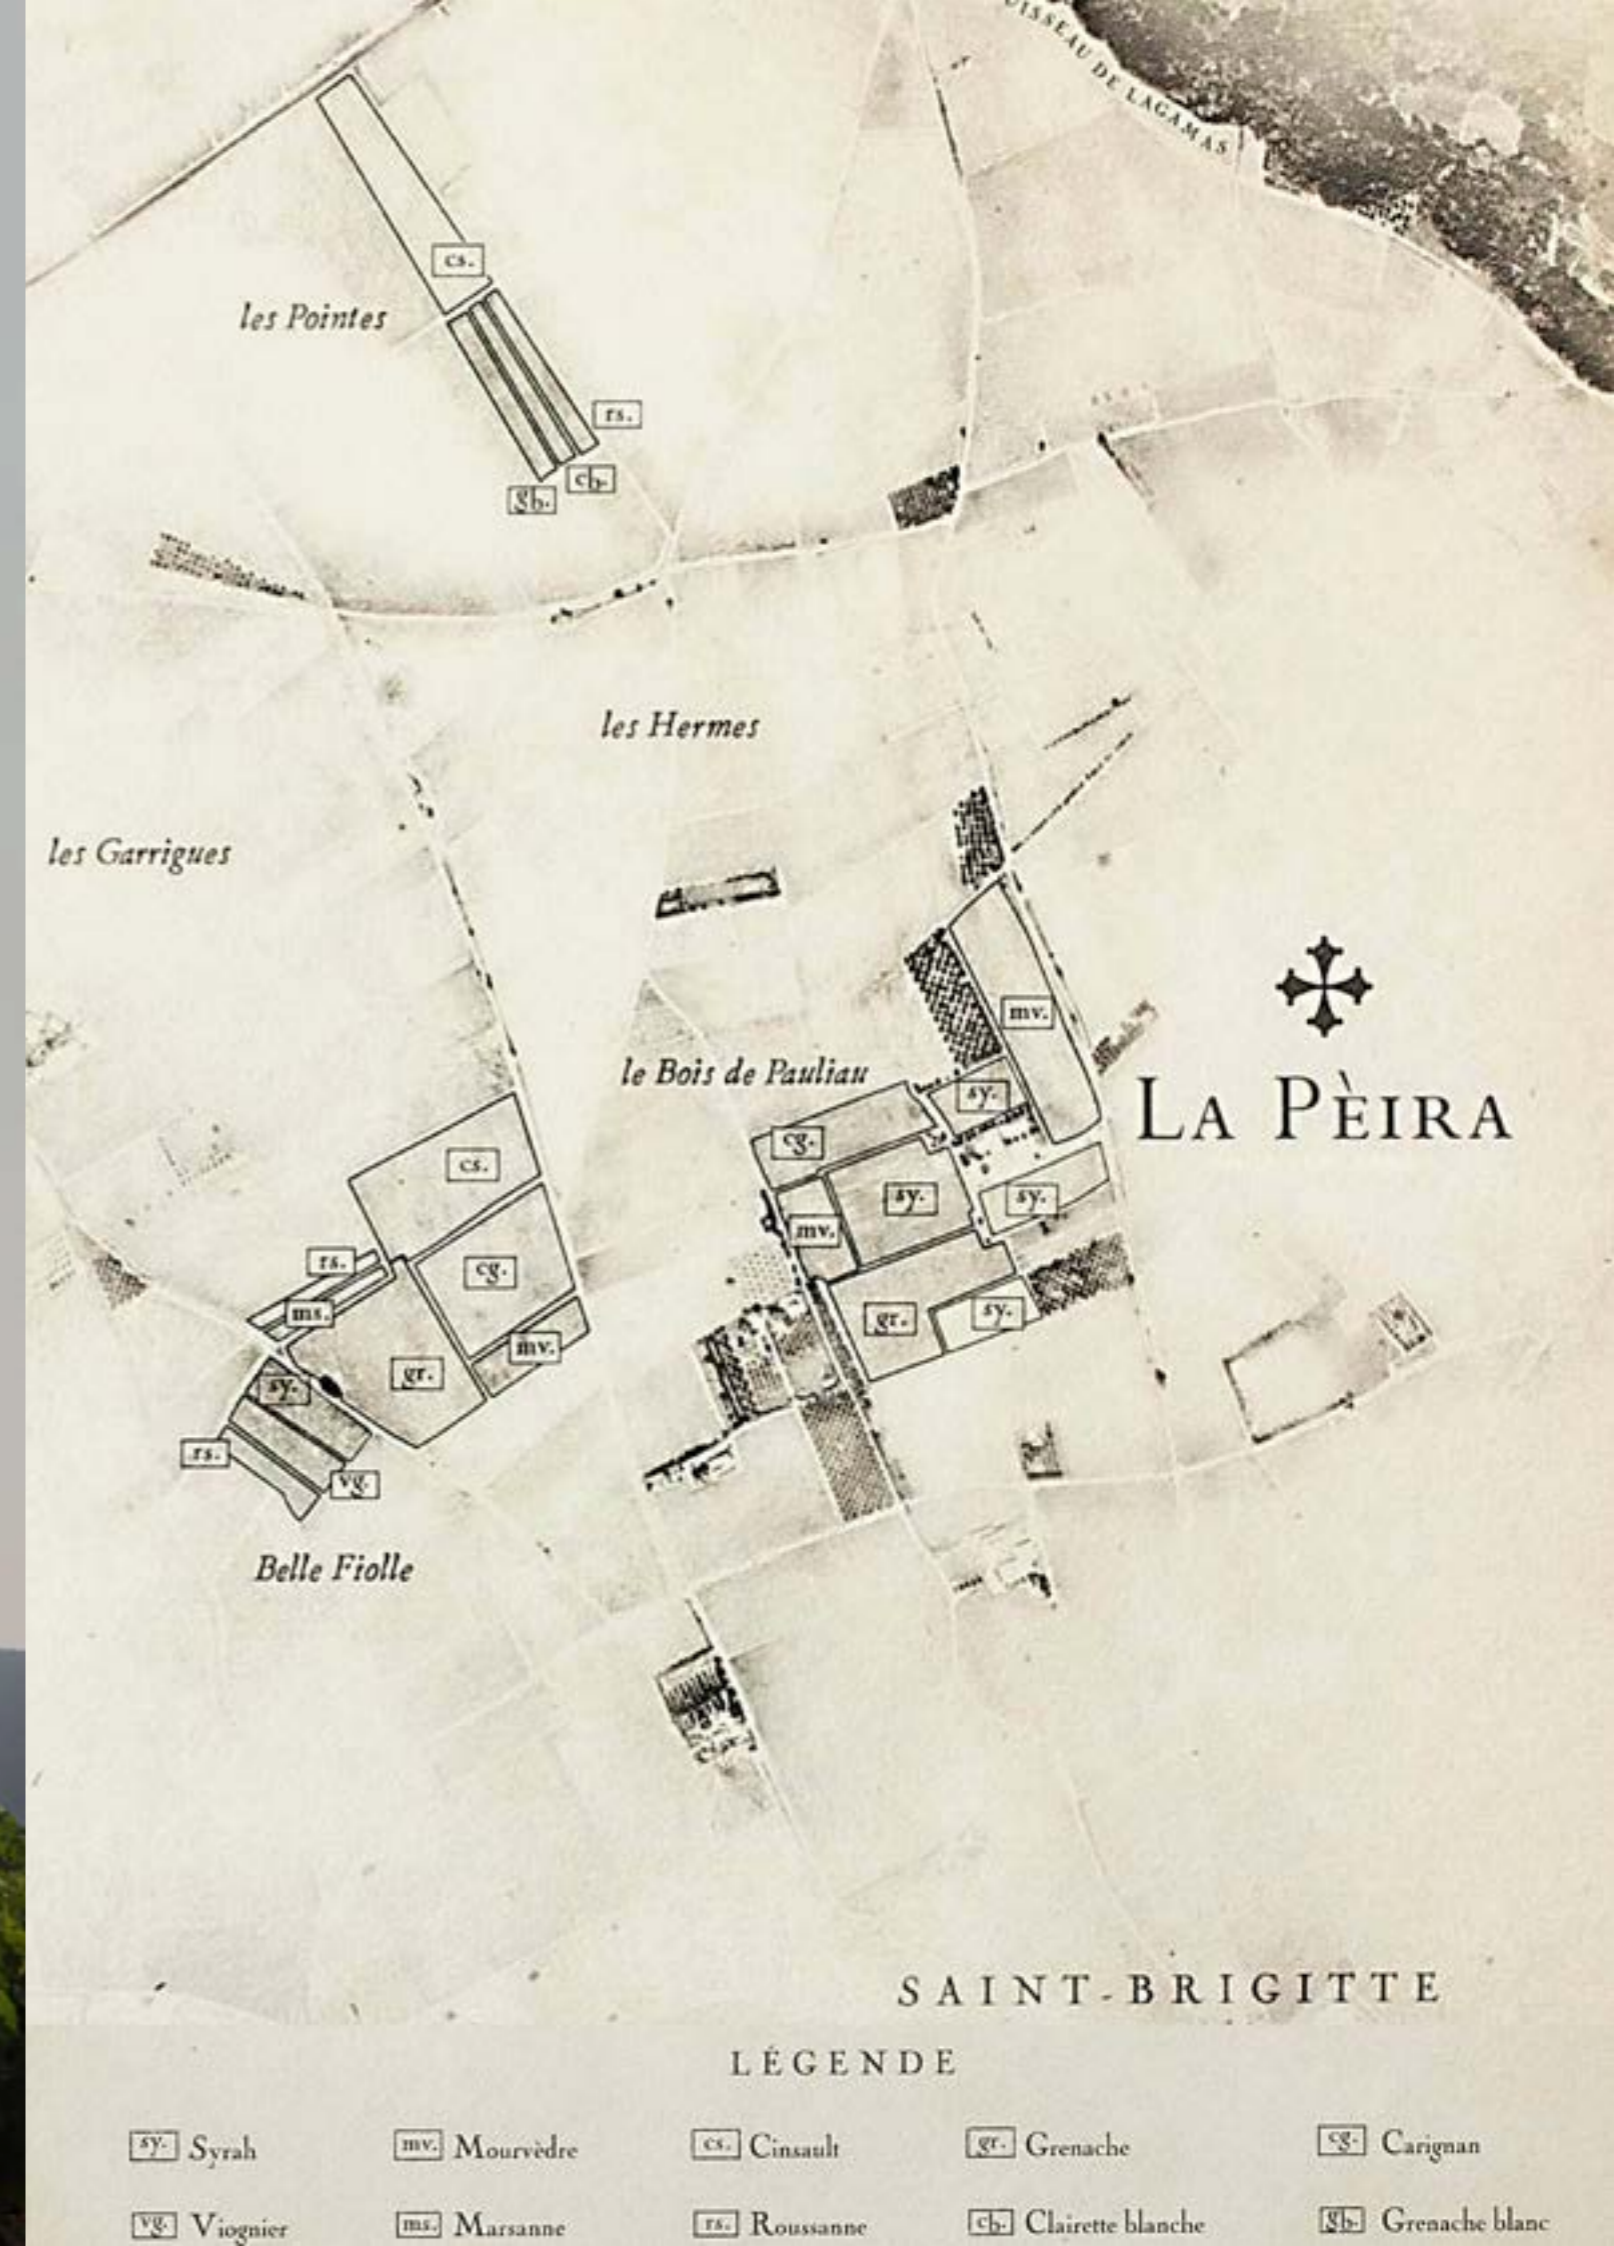 RUISSEAU DE LAGAMAS
cs.
les Pointes
rs.
cb.
gb.
les Hermes
les Garrigues
mv.
LA PÈIRA
le Bois de Pauliau
sy.
cg.
cs.
sy.
sy.
mv.
rs.
cg.
ms.
gr.
sy.
mv.
gr.
sy.
rs.
vg.
Belle Fiolle
SAINT-BRIGITTE
LÉGENDE
sy. Syrah
mv. Mourvèdre
cs. Cinsault
gr. Grenache
cg. Carignan
vg. Viognier
ms. Marsanne
rs. Roussanne
cb. Clairette blanche
gb. Grenache blanc